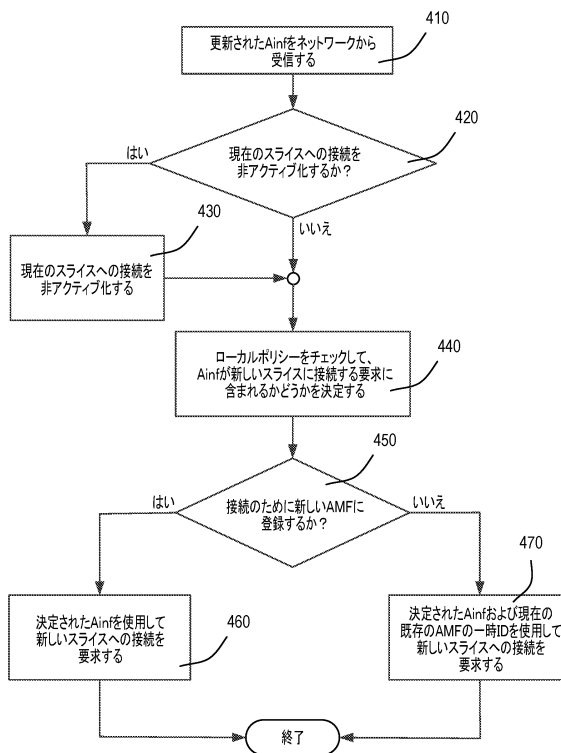 410
更新されたAinfをネットワークから
受信する
420
はい
現在のスライスへの接続を
非アクティブ化するか？
430
いいえ
現在のスライスへの接続を
非アクティブ化する
440
ローカルポリシーをチェックして、
Ainfが新しいスライスに接続する要求に
含まれるかどうかを決定する
450
はい
接続のために新しいAMFに
登録するか？
いいえ
470
決定されたAinfを使用して
新しいスライスへの接続を
要求する
460
決定されたAinfおよび現在の
既存のAMFの一時IDを使用して
新しいスライスへの接続を
要求する
終了